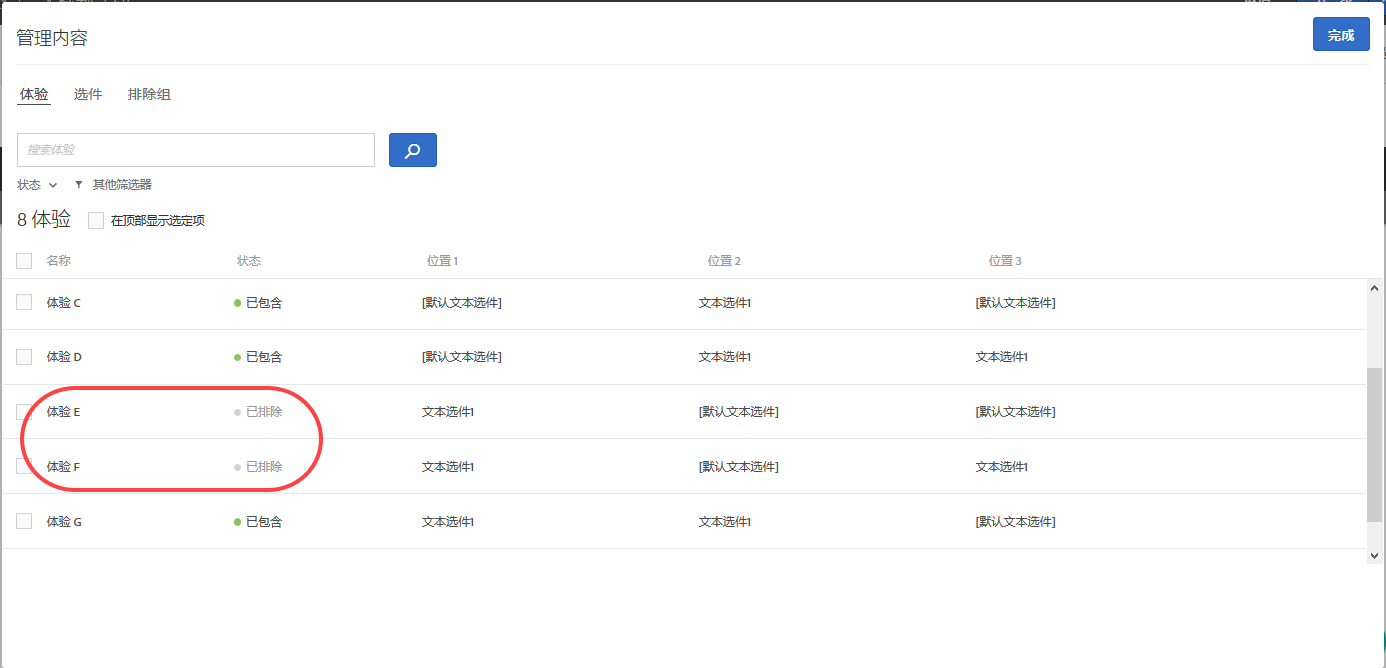 管理内容
完成
体验 选件 排除组
搜索体验
状态 其他筛选器
8 体验 在顶部显示选定项
名称 状态 位置 1 位置 2 位置 3
体验 C 已包含 [默认文本选件] 文本选件1 [默认文本选件]
体验 D 已包含 [默认文本选件] 文本选件1 文本选件1
体验 E 已排除 文本选件1 [默认文本选件] [默认文本选件]
体验 F 已排除 文本选件1 [默认文本选件] 文本选件1
体验 G 已包含 文本选件1 文本选件1 [默认文本选件]